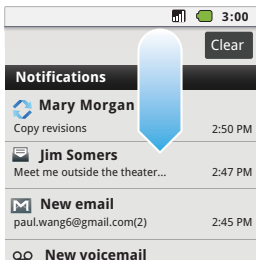 3:00
Clear
Notifications
Mary Morgan
Copy revisions 2:50 PM
Jim Somers
Meet me outside the theater... 2:47 PM
New email
paul.wang6@gmail.com(2) 2:45 PM
New voicemail